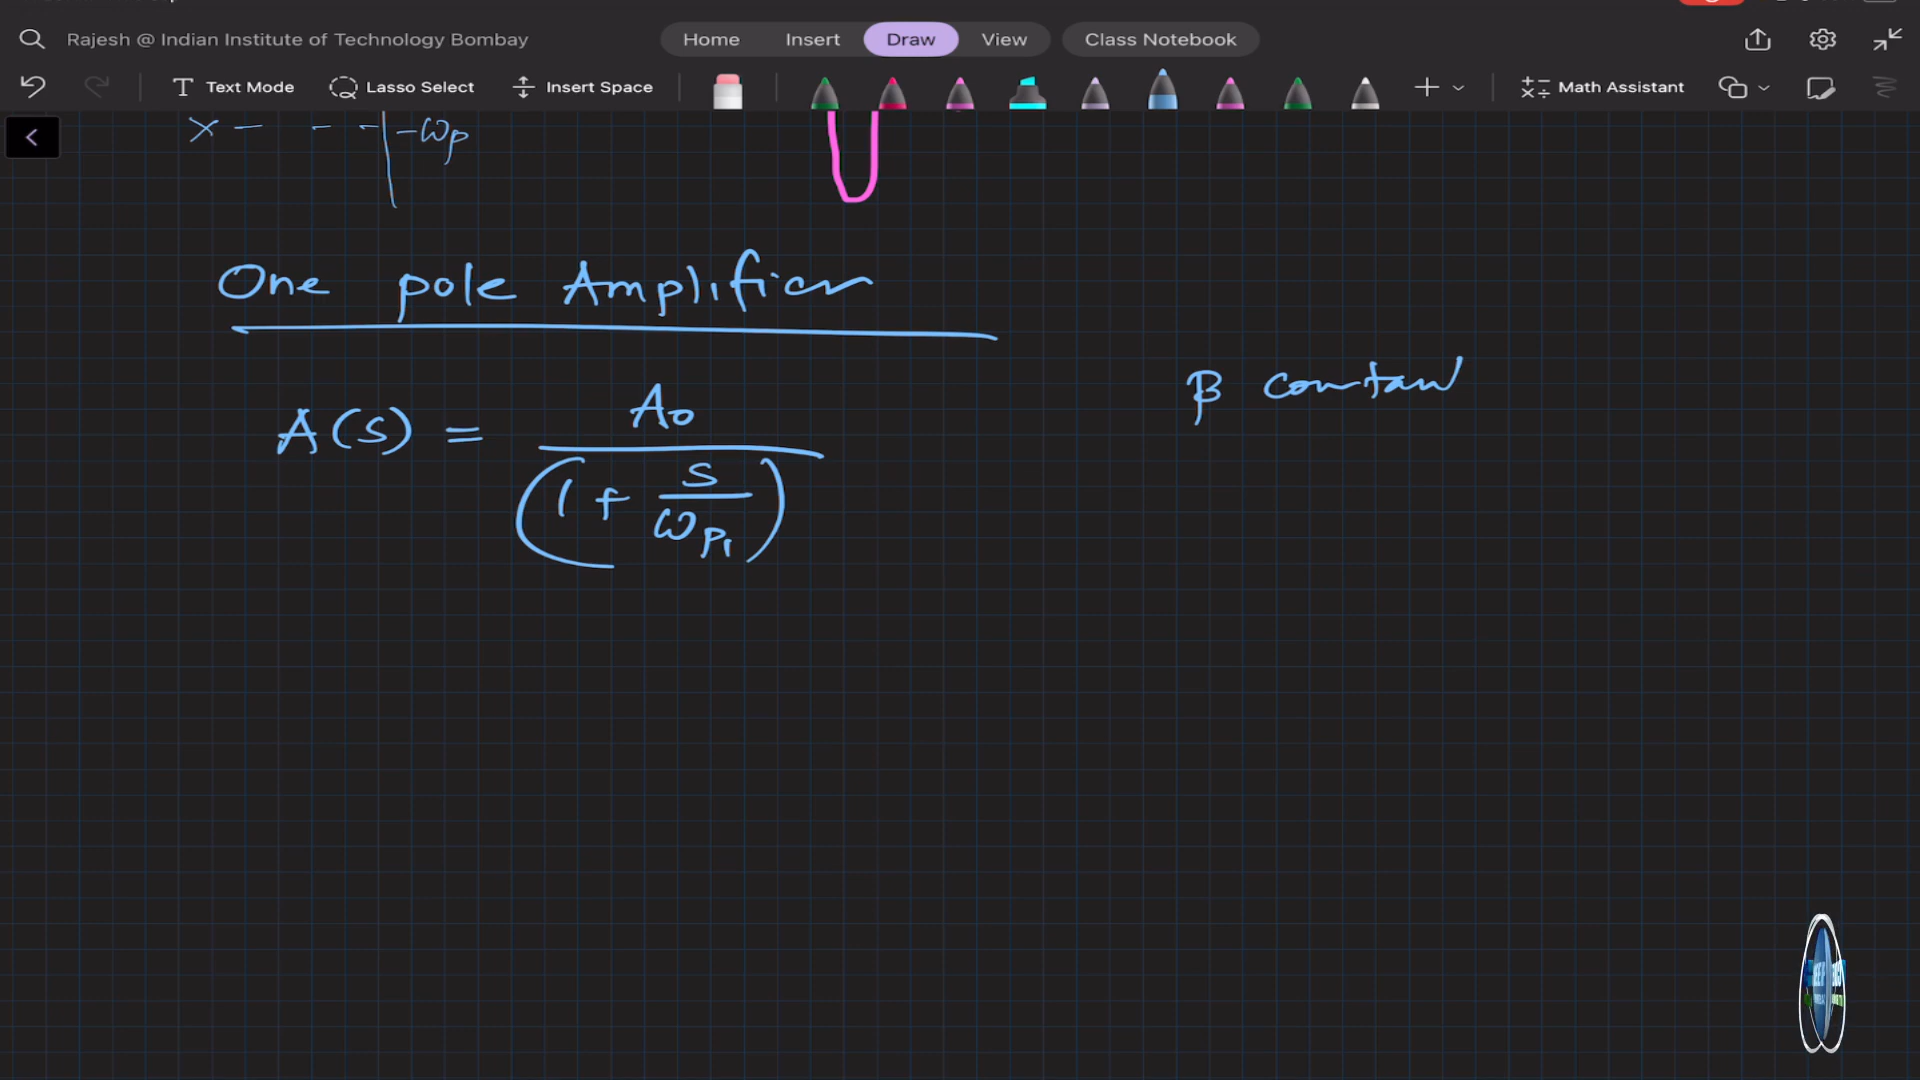 Rajesh @ Indian Institute of Technology Bombay
Home Insert Draw View Class Notebook
Text Mode Lasso Select Insert Space Math Assistant
x - - - -ωp
One pole Amplifier
β constant
A(s) = A₀ / (1 + s/ωp₁)